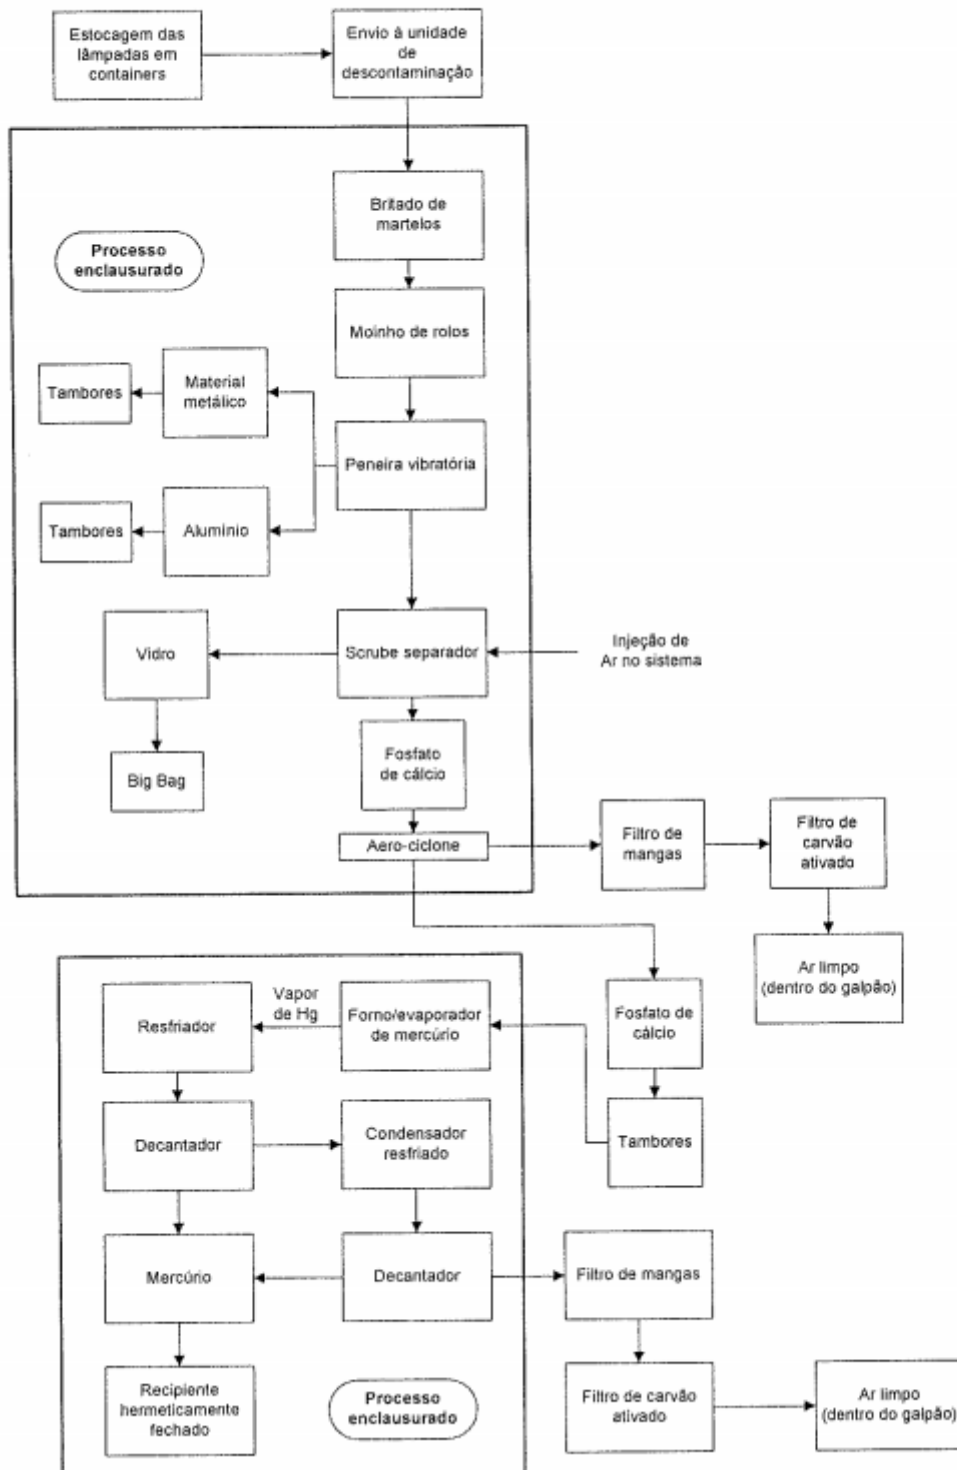 Estocagem das
lâmpadas em
containers
Envio à unidade
de
descontaminação
Britado de
martelos
Processo
enclausurado
Moinho de rolos
Tambores
Material
metálico
Peneira vibratória
Tambores
Alumínio
Vidro
Scrube separador
Injeção de
Ar no sistema
Big Bag
Fosfato
de cálcio
Aero-ciclone
Filtro de
mangas
Filtro de
carvão
ativado
Ar limpo
(dentro do galpão)
Resfriador
Vapor
de Hg
Forno/evaporador
de mercúrio
Fosfato de
cálcio
Decantador
Condensador
resfriado
Tambores
Mercúrio
Decantador
Filtro de mangas
Recipiente
hermeticamente
fechado
Processo
enclausurado
Filtro de carvão
ativado
Ar limpo
(dentro do galpão)